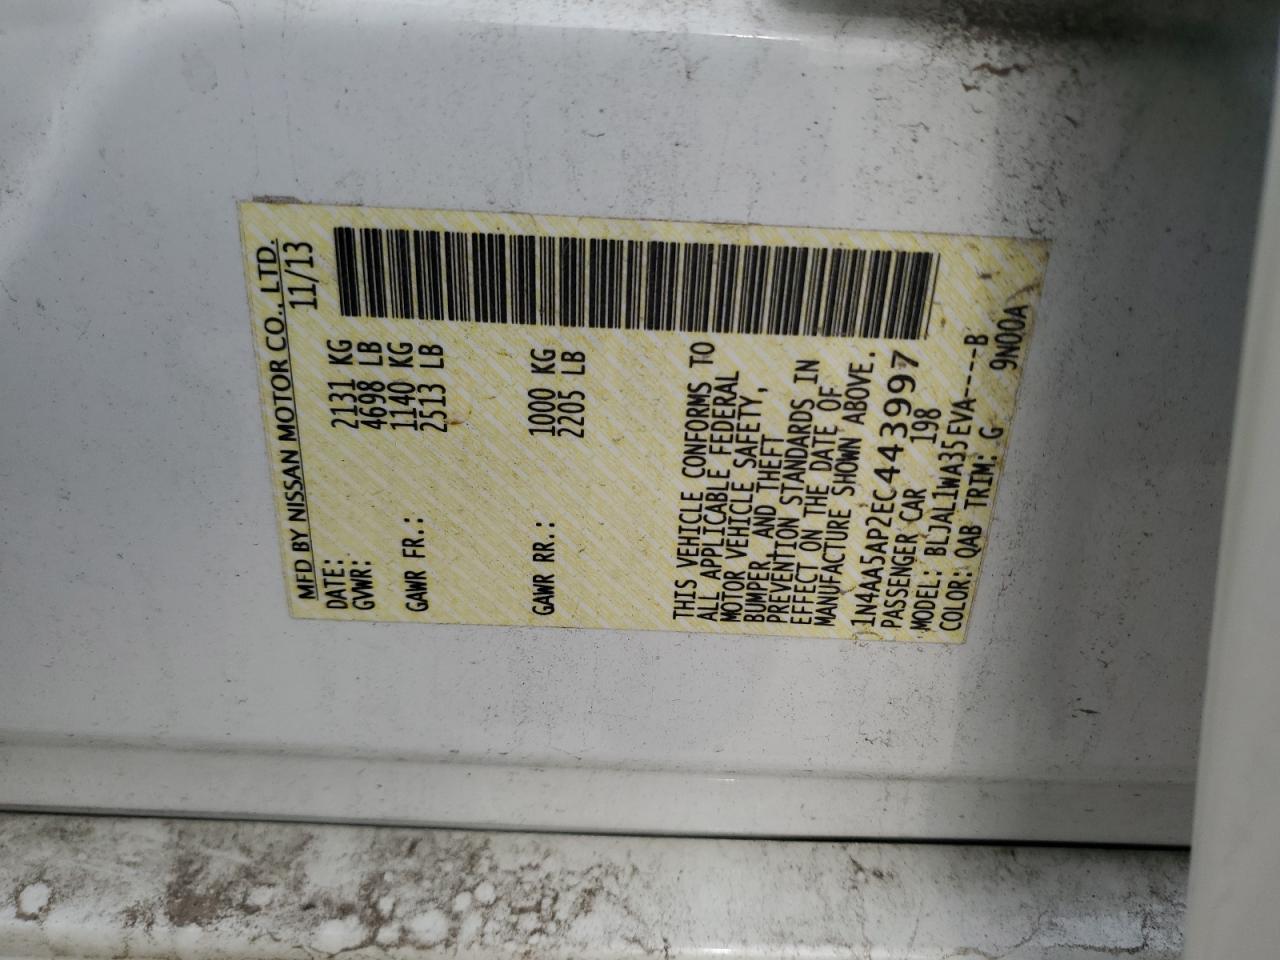 MFD BY NISSAN MOTOR CO., LTD.
DATE: 11/13
GVWR: 2131 KG
4698 LB
GAWR FR.: 1140 KG
2513 LB
GAWR RR.: 1000 KG
2205 LB
THIS VEHICLE CONFORMS TO
ALL APPLICABLE FEDERAL
MOTOR VEHICLE SAFETY,
BUMPER, AND THEFT
PREVENTION STANDARDS IN
EFFECT ON THE DATE OF
MANUFACTURE SHOWN ABOVE.
1N4AA5AP2EC443997
PASSENGER CAR 198
MODEL: BLJAL1WA35EVA----B
COLOR: QAB TRIM: G 9N00A